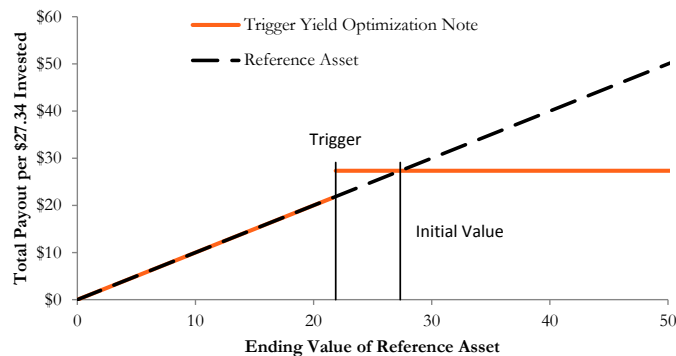 $60
Trigger Yield Optimization Note
$50
Reference Asset
$40
Trigger
$30
$20
Initial Value
$10
$0
0 10 20 30 40 50
Total Payout per $27.34 Invested
Ending Value of Reference Asset